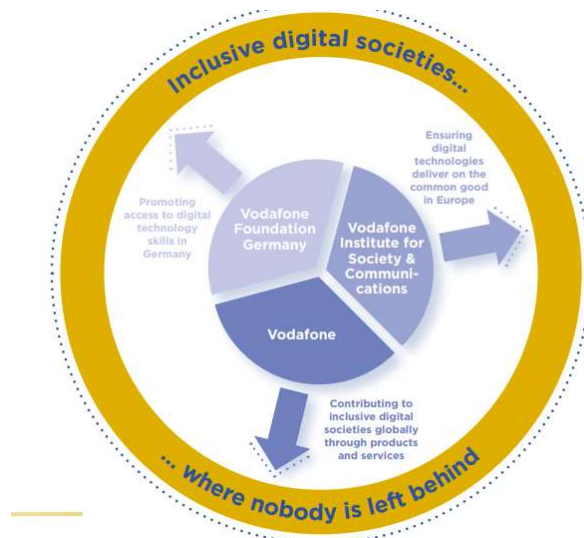 Inclusive digital societies...
Ensuring
digital
technologies
deliver on the
common good
in Europe
Promoting
access to digital
technology
skills in
Germany
Vodafone
Foundation
Germany
Vodafone
Institute for
Society &
Communi-
cations
Vodafone
Contributing to
inclusive digital
societies globally
through products
and services
... where nobody is left behind